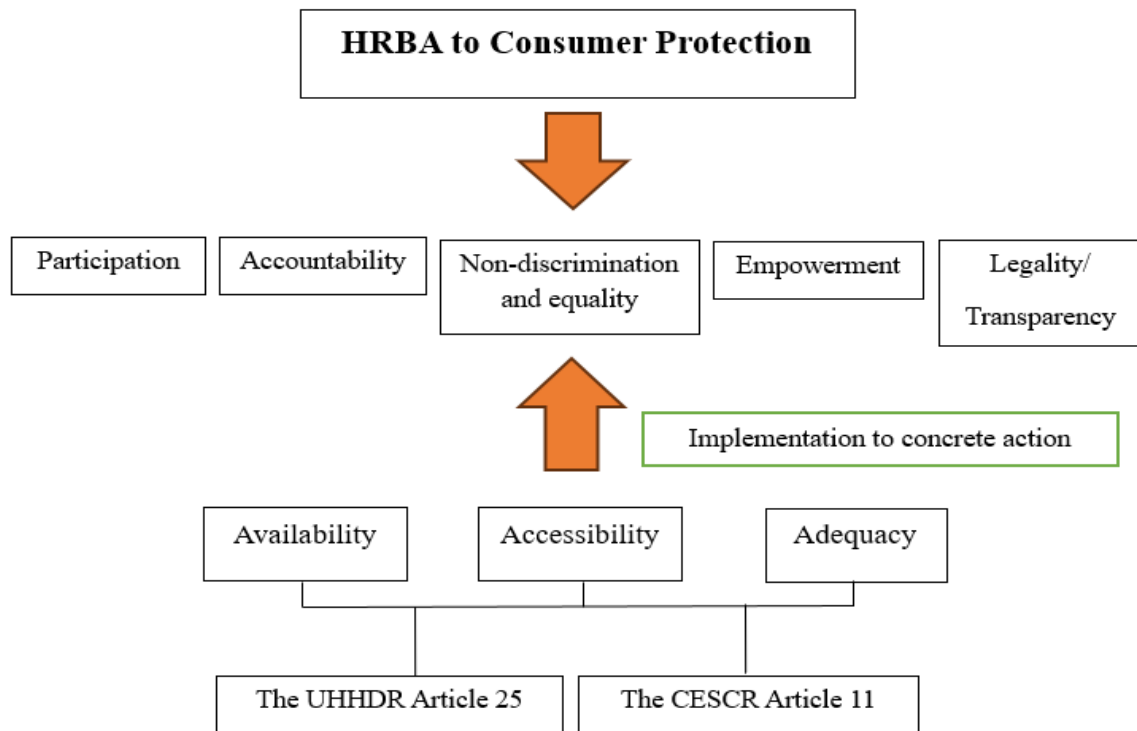 HRBA to Consumer Protection
Participation
Accountability
Non-discrimination
and equality
Empowerment
Legality/
Transparency
Implementation to concrete action
Availability
Accessibility
Adequacy
The UHHDR Article 25
The CESCR Article 11